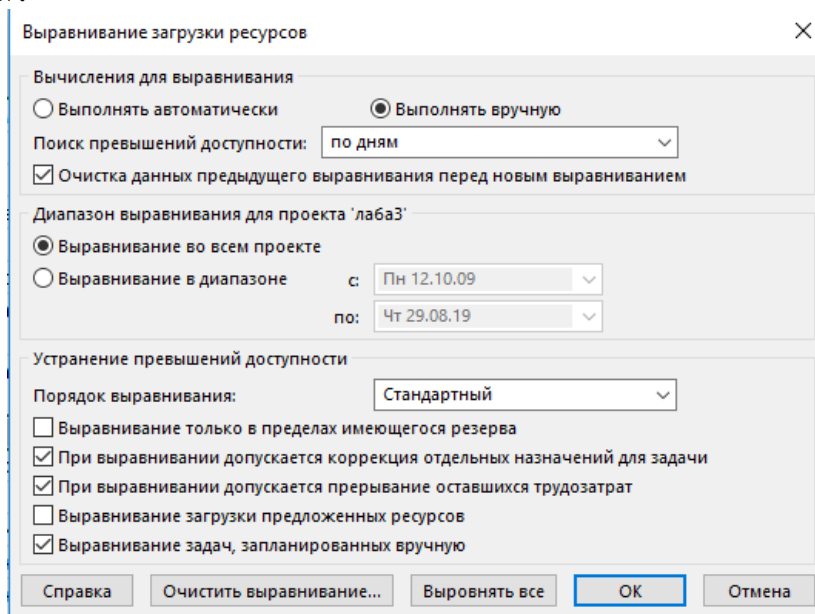 Выравнивание загрузки ресурсов
Вычисления для выравнивания
Выполнять автоматически Выполнять вручную
Поиск превышений доступности: по дням
Очистка данных предыдущего выравнивания перед новым выравниванием
Диапазон выравнивания для проекта 'лаба3'
Выравнивание во всем проекте
Выравнивание в диапазоне с: Пн 12.10.09
по: Чт 29.08.19
Устранение превышений доступности
Порядок выравнивания: Стандартный
Выравнивание только в пределах имеющегося резерва
При выравнивании допускается коррекция отдельных назначений для задачи
При выравнивании допускается прерывание оставшихся трудозатрат
Выравнивание загрузки предложенных ресурсов
Выравнивание задач, запланированных вручную
Справка Очистить выравнивание... Выровнять все ОК Отмена